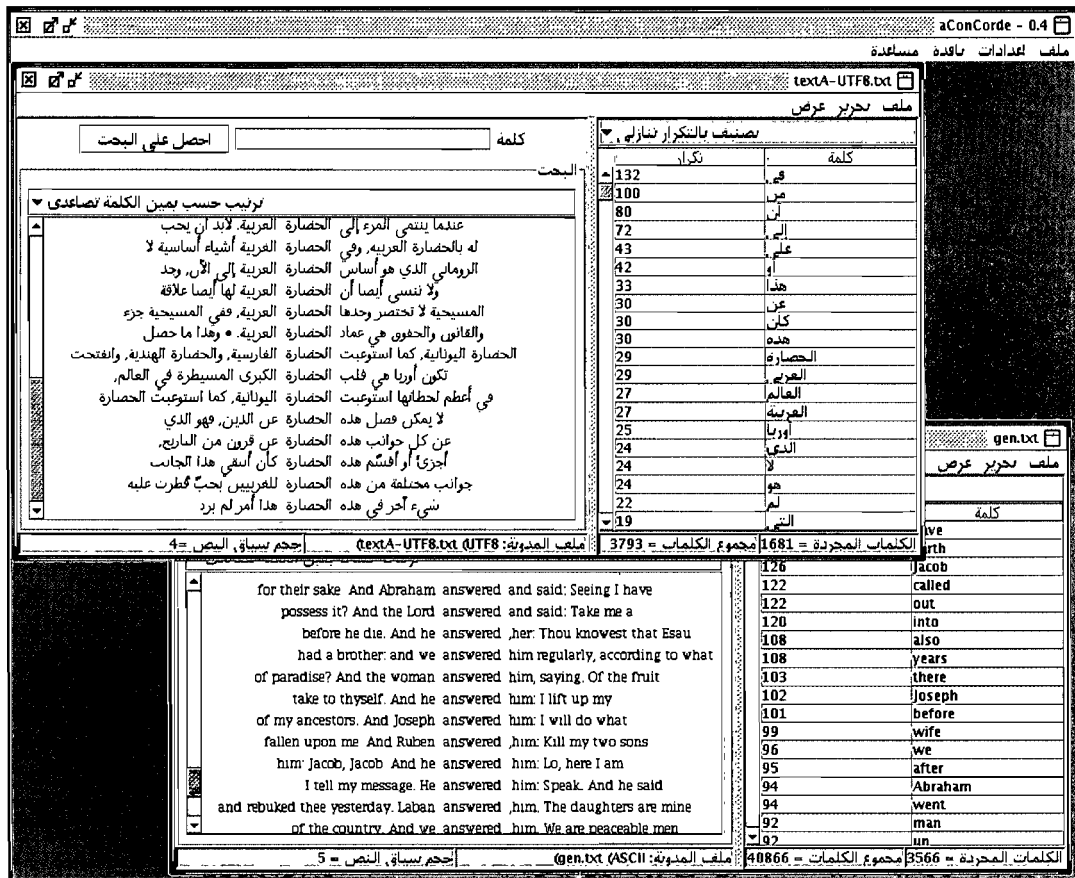 aConCorde - 0.4
ملف اعدادات نافذة مساعدة
textA-UTF8.txt
ملف تحرير عرض
كلمة
احصل على البحث
البحث
ترتيب حسب يمين الكلمة تصاعدي
عندما ينتمي المرء إلى الحضارة العربية. لابد أن يحب
له بالحضارة العربية, وفي الحضارة الغربية أشياء أساسية لا
الروماني الذي هو أساس الحضارة الغربية إلى الآن, وجد
ولا ننسى أيضا أن الحضارة العربية لها أيضا علاقة
المسيحية لا تختصر وحدها الحضارة الغربية, ففي المسيحية جزء
والقانون والحقوق هي عماد الحضارة الغربية. • وهذا ما حصل
الحضارة اليونانية, كما استوعبت الحضارة الفارسية, والحضارة الهندية, وانفتحت
تكون أوربا هي قلب الحضارة الكبرى المسيطرة في العالم,
في أعظم لحظاتها استوعبت الحضارة اليونانية, كما استوعبت الحضارة
لا يمكن فصل هذه الحضارة عن الدين, فهو الذي
عن كل جوانب هذه الحضارة عن قرون من التاريخ,
أجزئ أو أقسّم هذه الحضارة كأن أسقي هذا الجانب
جوانب مختلفة من هذه الحضارة للغربيين بحبّ فطرت عليه
شيء آخر في هذه الحضارة هذا أمر لم يرد
تصنيف بالتكرار تنازلي
كلمة تكرار
في 132
من 100
أن 80
إلى 72
على 43
أو 42
هذا 33
عن 30
كان 30
هذه 30
الحضارة 29
العربي 29
العالم 27
العربية 27
أوربا 25
الذي 24
لا 24
هو 24
لم 22
التي 19
الكلمات المجردة = 1681 مجموع الكلمات = 3793
ملف المدونة: textA-UTF8.txt (UTF8)
حجم سياق النص =4
gen.txt
ملف تحرير عرض
كلمة
for their sake And Abraham answered and said: Seeing I have
possess it? And the Lord answered and said: Take me a
before he die. And he answered ,her: Thou knowest that Esau
had a brother: and we answered him regularly, according to what
of paradise? And the woman answered him, saying. Of the fruit
take to thyself. And he answered him: I lift up my
of my ancestors. And Joseph answered him: I will do what
fallen upon me And Ruben answered ,him: Kill my two sons
him: Jacob, Jacob And he answered him: Lo, here I am
I tell my message. He answered him: Speak. And he said
and rebuked thee yesterday. Laban answered ,him. The daughters are mine
of the country. And we answered him. We are peaceable men
126 Jacob
122 called
122 out
120 into
108 also
108 years
103 there
102 Joseph
101 before
99 wife
96 we
95 after
94 Abraham
94 went
92 man
92 un
الكلمات المجردة = 3566 مجموع الكلمات = 40866
ملف المدونة: gen.txt (ASCII)
حجم سياق النص = 5